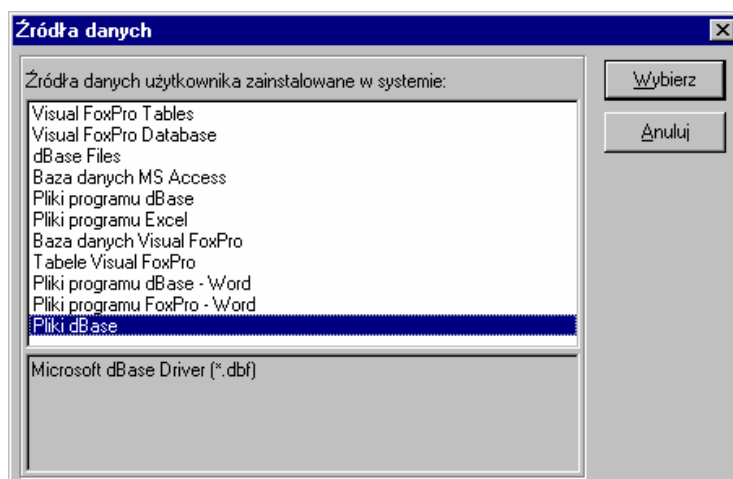 Źródła danych
Źródła danych użytkownika zainstalowane w systemie:
Wybierz
Anuluj
Visual FoxPro Tables
Visual FoxPro Database
dBase Files
Baza danych MS Access
Pliki programu dBase
Pliki programu Excel
Baza danych Visual FoxPro
Tabele Visual FoxPro
Pliki programu dBase - Word
Pliki programu FoxPro - Word
Pliki dBase
Microsoft dBase Driver (*.dbf)